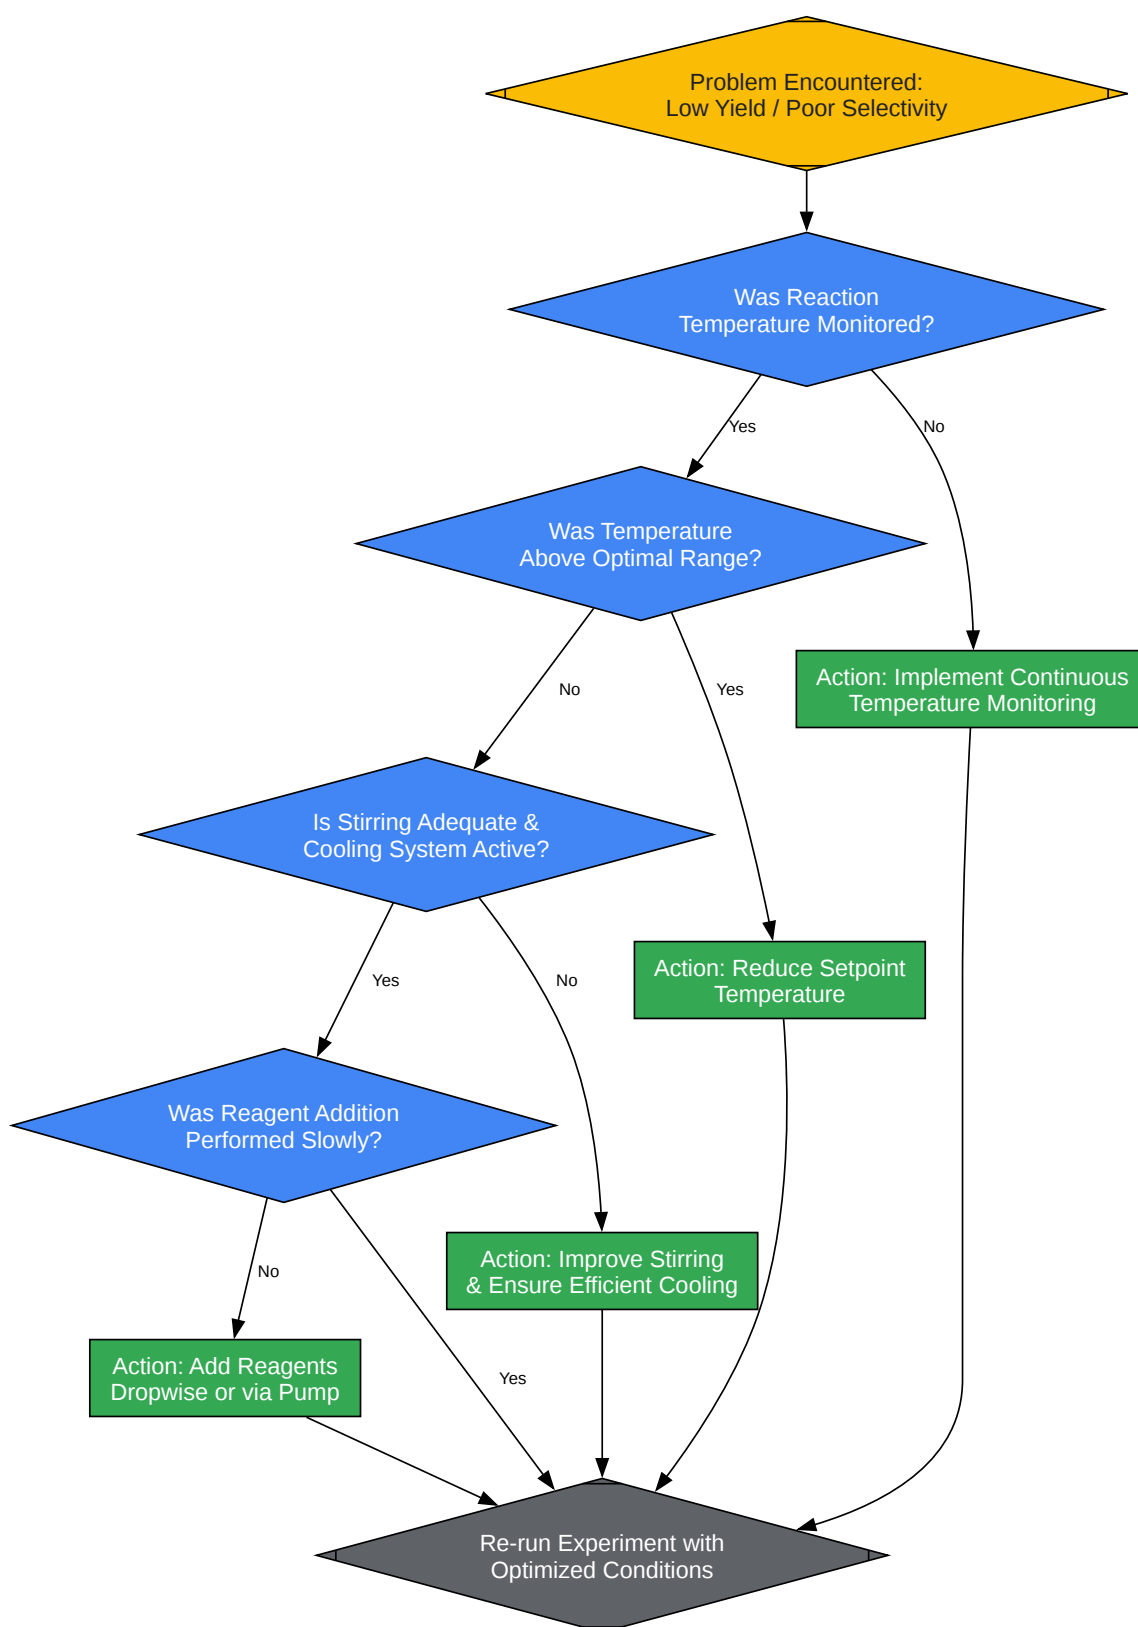 Problem Encountered:
Low Yield / Poor Selectivity
Was Reaction
Temperature Monitored?
Yes
No
Was Temperature
Above Optimal Range?
No
Yes
Action: Implement Continuous
Temperature Monitoring
Is Stirring Adequate &
Cooling System Active?
Yes
No
Action: Reduce Setpoint
Temperature
Was Reagent Addition
Performed Slowly?
No
Yes
Action: Improve Stirring
& Ensure Efficient Cooling
Action: Add Reagents
Dropwise or via Pump
Re-run Experiment with
Optimized Conditions